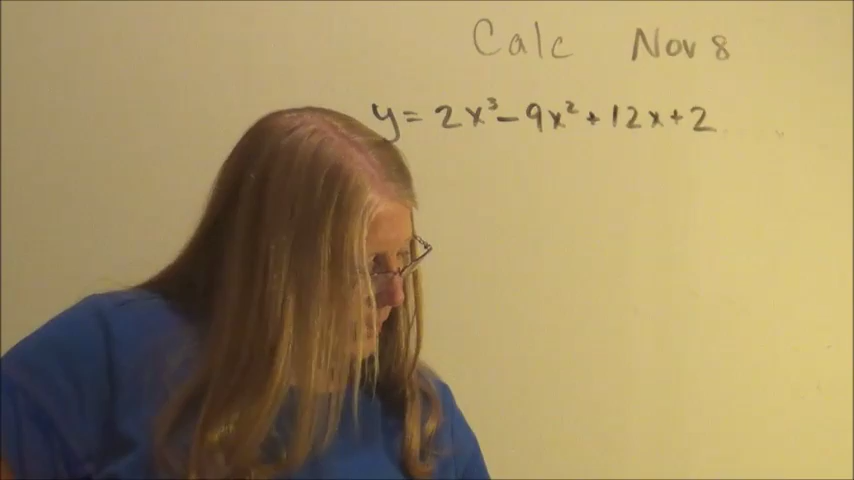 Calc Nov 8
y = 2x³ - 9x² + 12x + 2